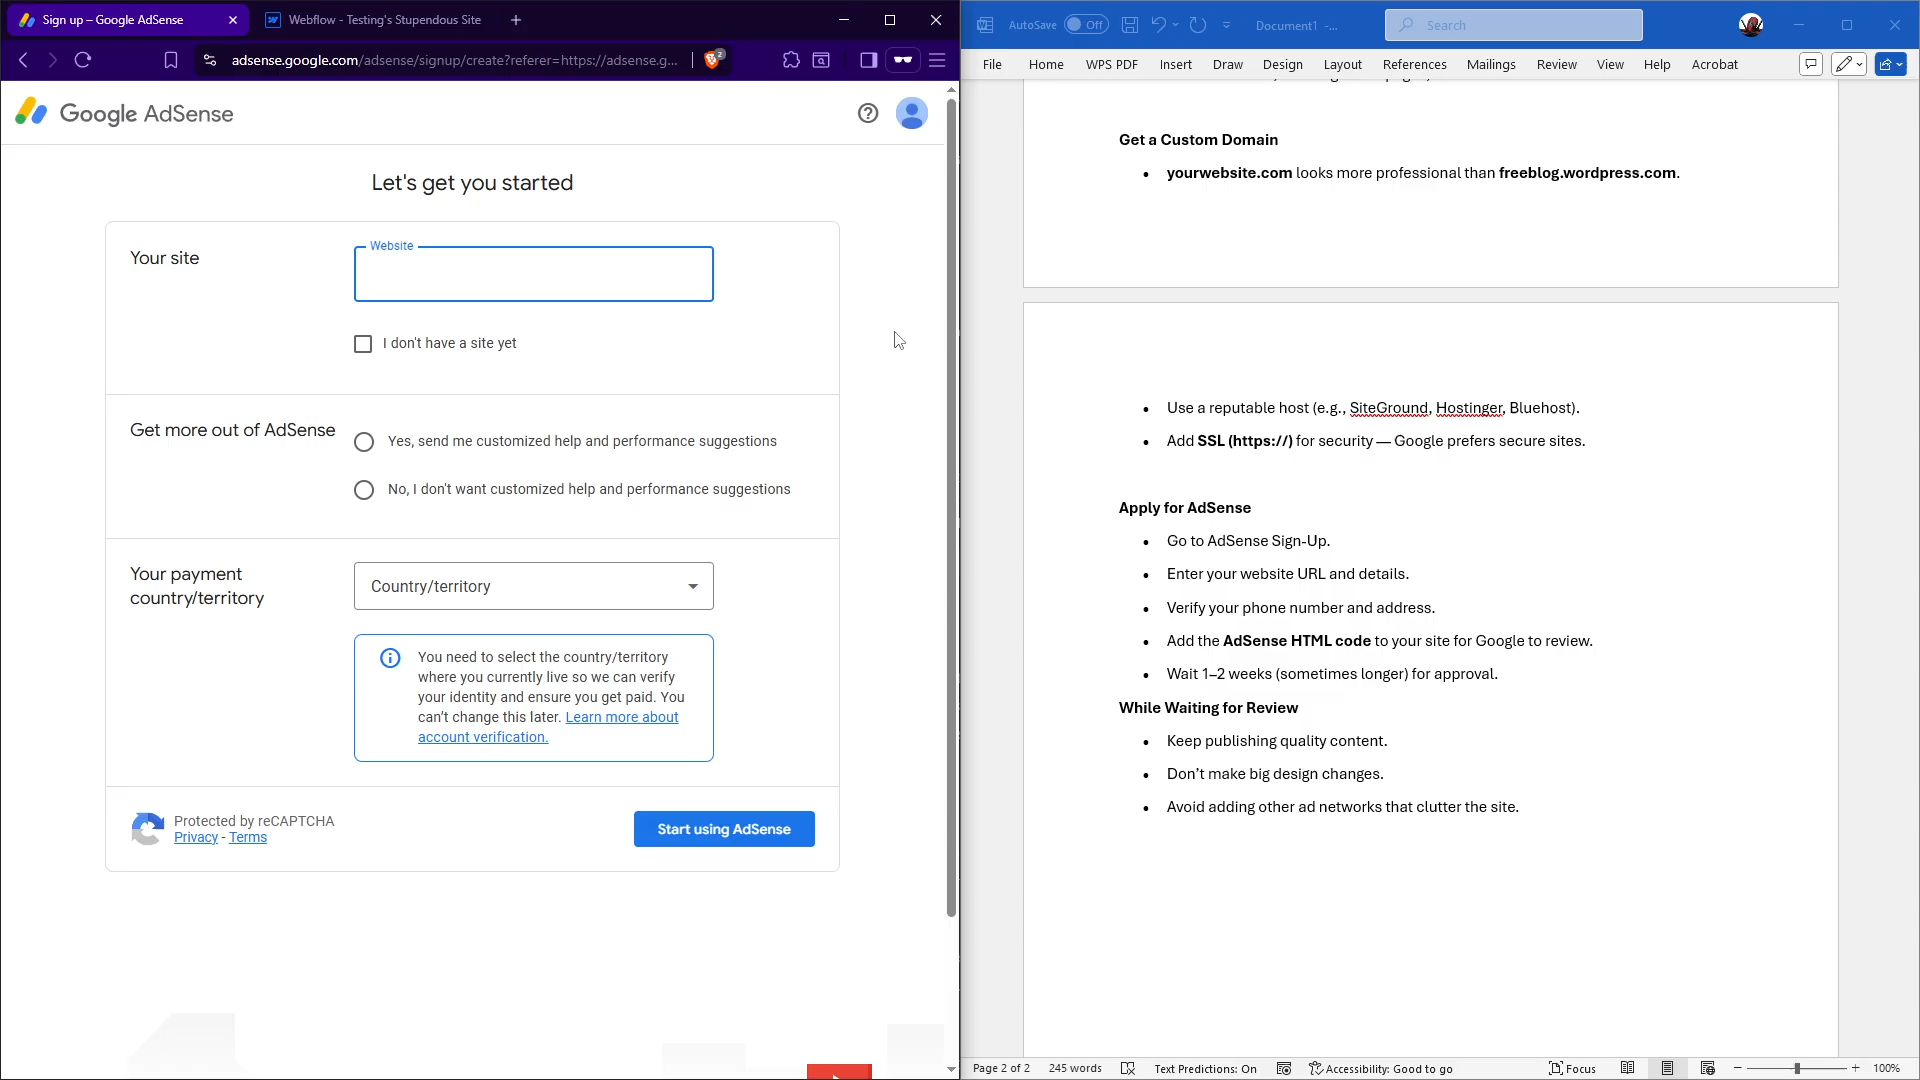 Sign up – Google AdSense
Webflow - Testing's Stupendous Site
adsense.google.com/adsense/signup/create?referer=https://adsense.g...
2
Google AdSense
Let's get you started
Your site
Website
I don't have a site yet
Get more out of AdSense
Yes, send me customized help and performance suggestions
No, I don't want customized help and performance suggestions
Your payment
country/territory
Country/territory
You need to select the country/territory
where you currently live so we can verify
your identity and ensure you get paid. You
can't change this later. Learn more about
account verification.
Protected by reCAPTCHA
Privacy - Terms
Start using AdSense
AutoSave Off Document1 -... Search
File Home WPS PDF Insert Draw Design Layout References Mailings Review View Help Acrobat
Get a Custom Domain
• yourwebsite.com looks more professional than freeblog.wordpress.com.
• Use a reputable host (e.g., SiteGround, Hostinger, Bluehost).
• Add SSL (https://) for security — Google prefers secure sites.
Apply for AdSense
• Go to AdSense Sign-Up.
• Enter your website URL and details.
• Verify your phone number and address.
• Add the AdSense HTML code to your site for Google to review.
• Wait 1–2 weeks (sometimes longer) for approval.
While Waiting for Review
• Keep publishing quality content.
• Don't make big design changes.
• Avoid adding other ad networks that clutter the site.
Page 2 of 2 245 words Text Predictions: On Accessibility: Good to go Focus 100%